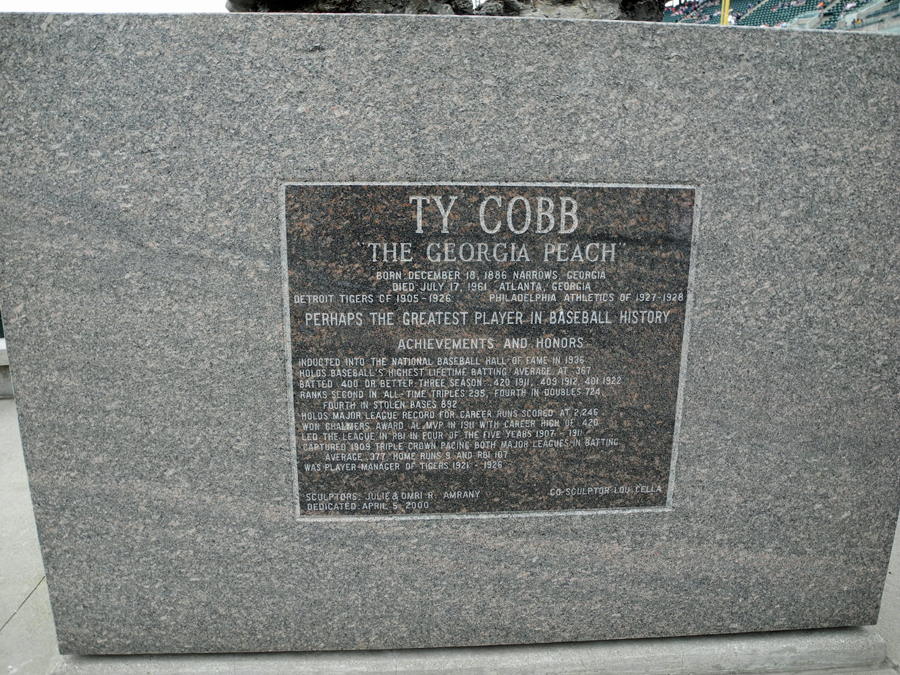 TY COBB
"THE GEORGIA PEACH"
BORN DECEMBER 18, 1886 NARROWS, GEORGIA
DIED JULY 17, 1961 ATLANTA, GEORGIA
DETROIT TIGERS CF 1905-1926 PHILADELPHIA ATHLETICS OF 1927-1928
PERHAPS THE GREATEST PLAYER IN BASEBALL HISTORY
ACHIEVEMENTS AND HONORS
INDUCTED INTO THE NATIONAL BASEBALL HALL OF FAME IN 1936
HOLDS BASEBALL'S HIGHEST LIFETIME BATTING AVERAGE AT .367
BATTED .400 OR BETTER THREE SEASON: .420 1911, .409 1912, .401 1922
RANKS SECOND IN ALL-TIME TRIPLES 295, FOURTH IN DOUBLES 724,
FOURTH IN STOLEN BASES 892
HOLDS MAJOR LEAGUE RECORD FOR CAREER RUNS SCORED AT 2,246
WON CHALMERS AWARD AL MVP IN 1911 WITH CAREER HIGH OF .420
LED THE LEAGUE IN RBI IN FOUR OF THE FIVE YEARS 1907 - 1911
CAPTURED 1909 TRIPLE CROWN PACING BOTH MAJOR LEAGUES IN BATTING
AVERAGE .377 HOME RUNS 9 AND RBI 107
WAS PLAYER-MANAGER OF TIGERS 1921 - 1926
SCULPTORS: JULIE & OMRI R. AMRANY CO-SCULPTOR LOU CELLA
DEDICATED APRIL 5, 2000